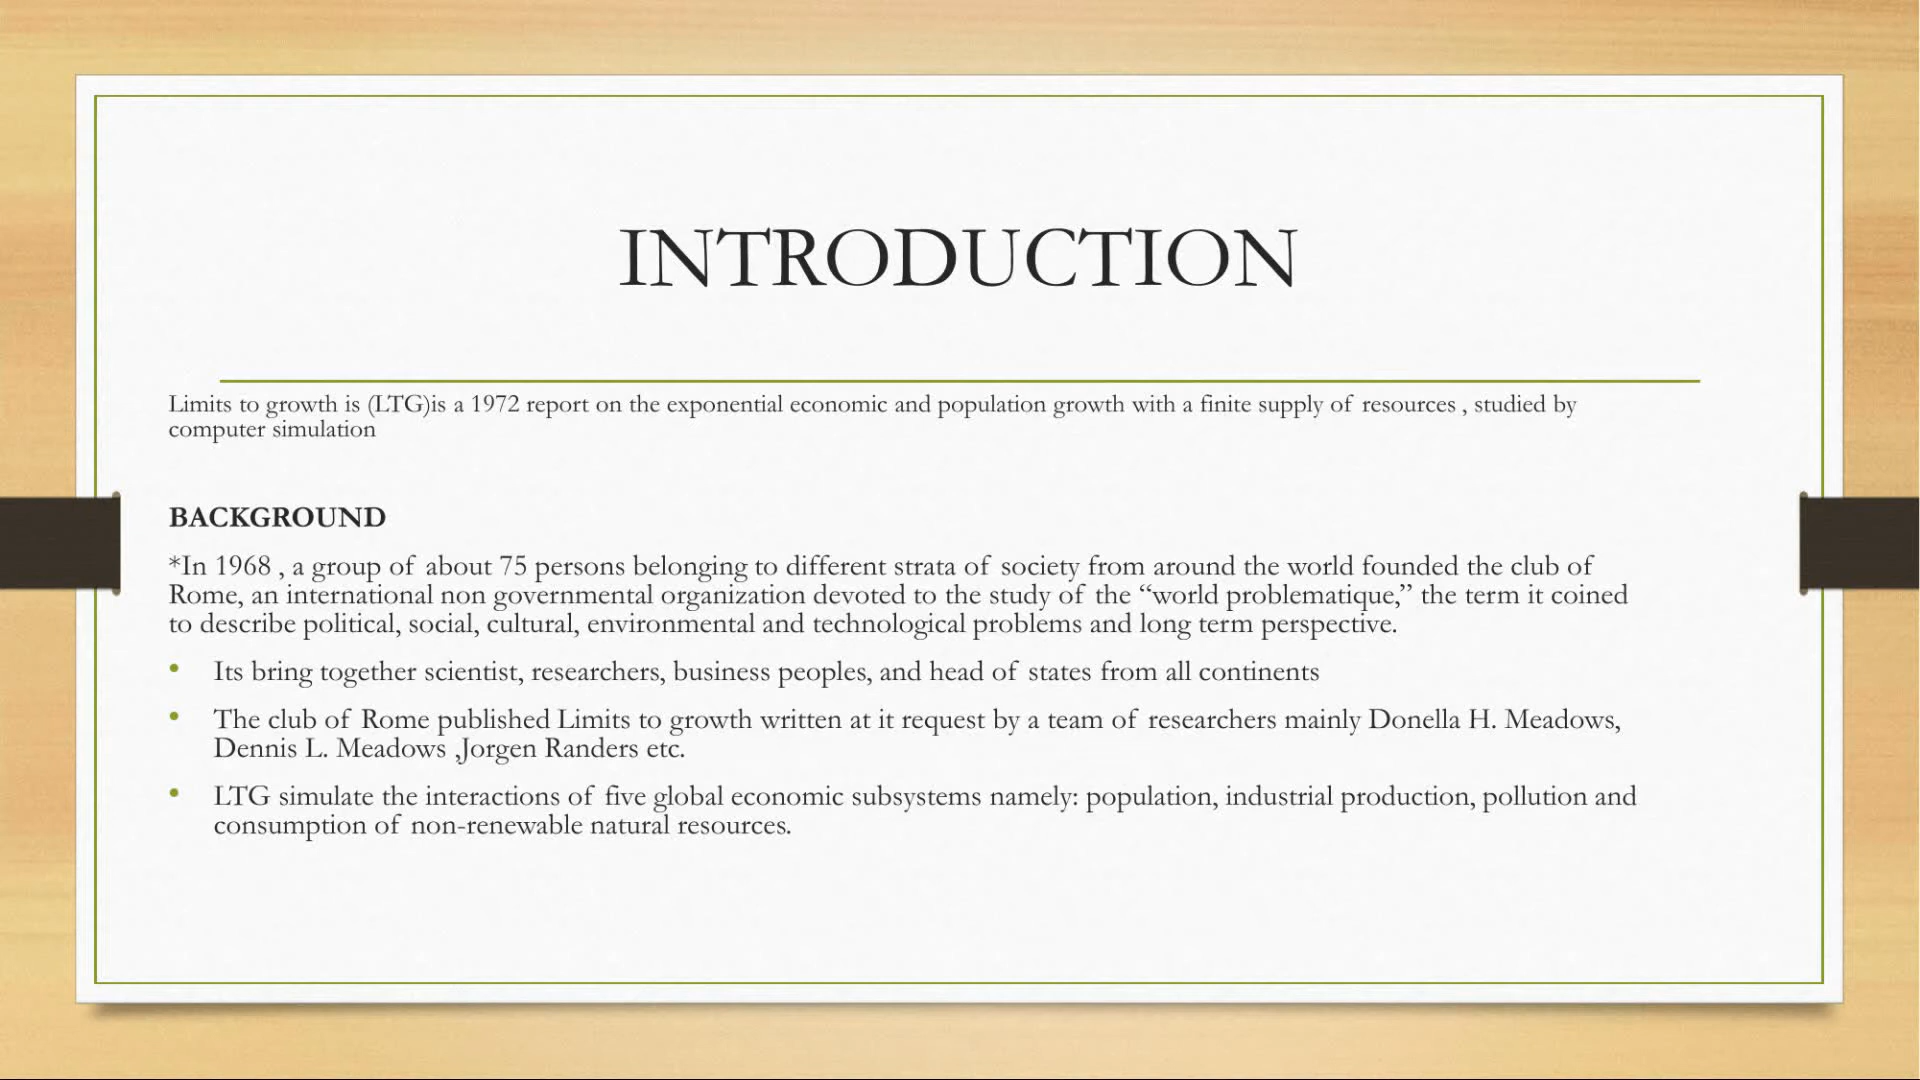 INTRODUCTION
Limits to growth is (LTG)is a 1972 report on the exponential economic and population growth with a finite supply of resources , studied by
computer simulation
BACKGROUND
*In 1968 , a group of about 75 persons belonging to different strata of society from around the world founded the club of
Rome, an international non governmental organization devoted to the study of the “world problematique,” the term it coined
to describe political, social, cultural, environmental and technological problems and long term perspective.
• Its bring together scientist, researchers, business peoples, and head of states from all continents
• The club of Rome published Limits to growth written at it request by a team of researchers mainly Donella H. Meadows,
Dennis L. Meadows ,Jorgen Randers etc.
• LTG simulate the interactions of five global economic subsystems namely: population, industrial production, pollution and
consumption of non-renewable natural resources.